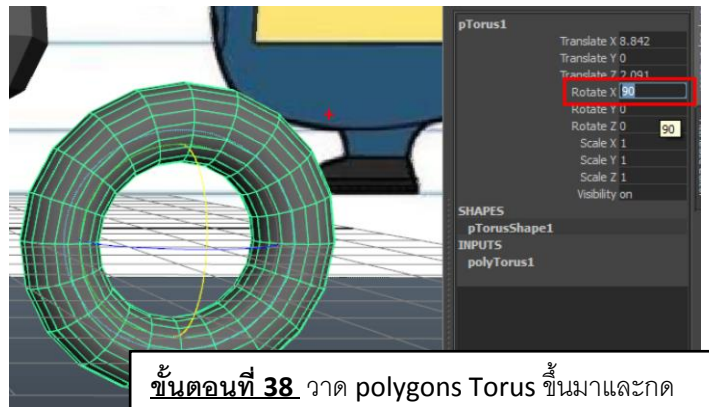 pTorus1
Translate X 8.842
Translate Y 0
Translate Z 2.091
Rotate X 90
Rotate Y 0
Rotate Z 0 90
Scale X 1
Scale Y 1
Scale Z 1
Visibility on
SHAPES
pTorusShape1
INPUTS
polyTorus1
ขั้นตอนที่ 38 วาด polygons Torus ขึ้นมาและกด